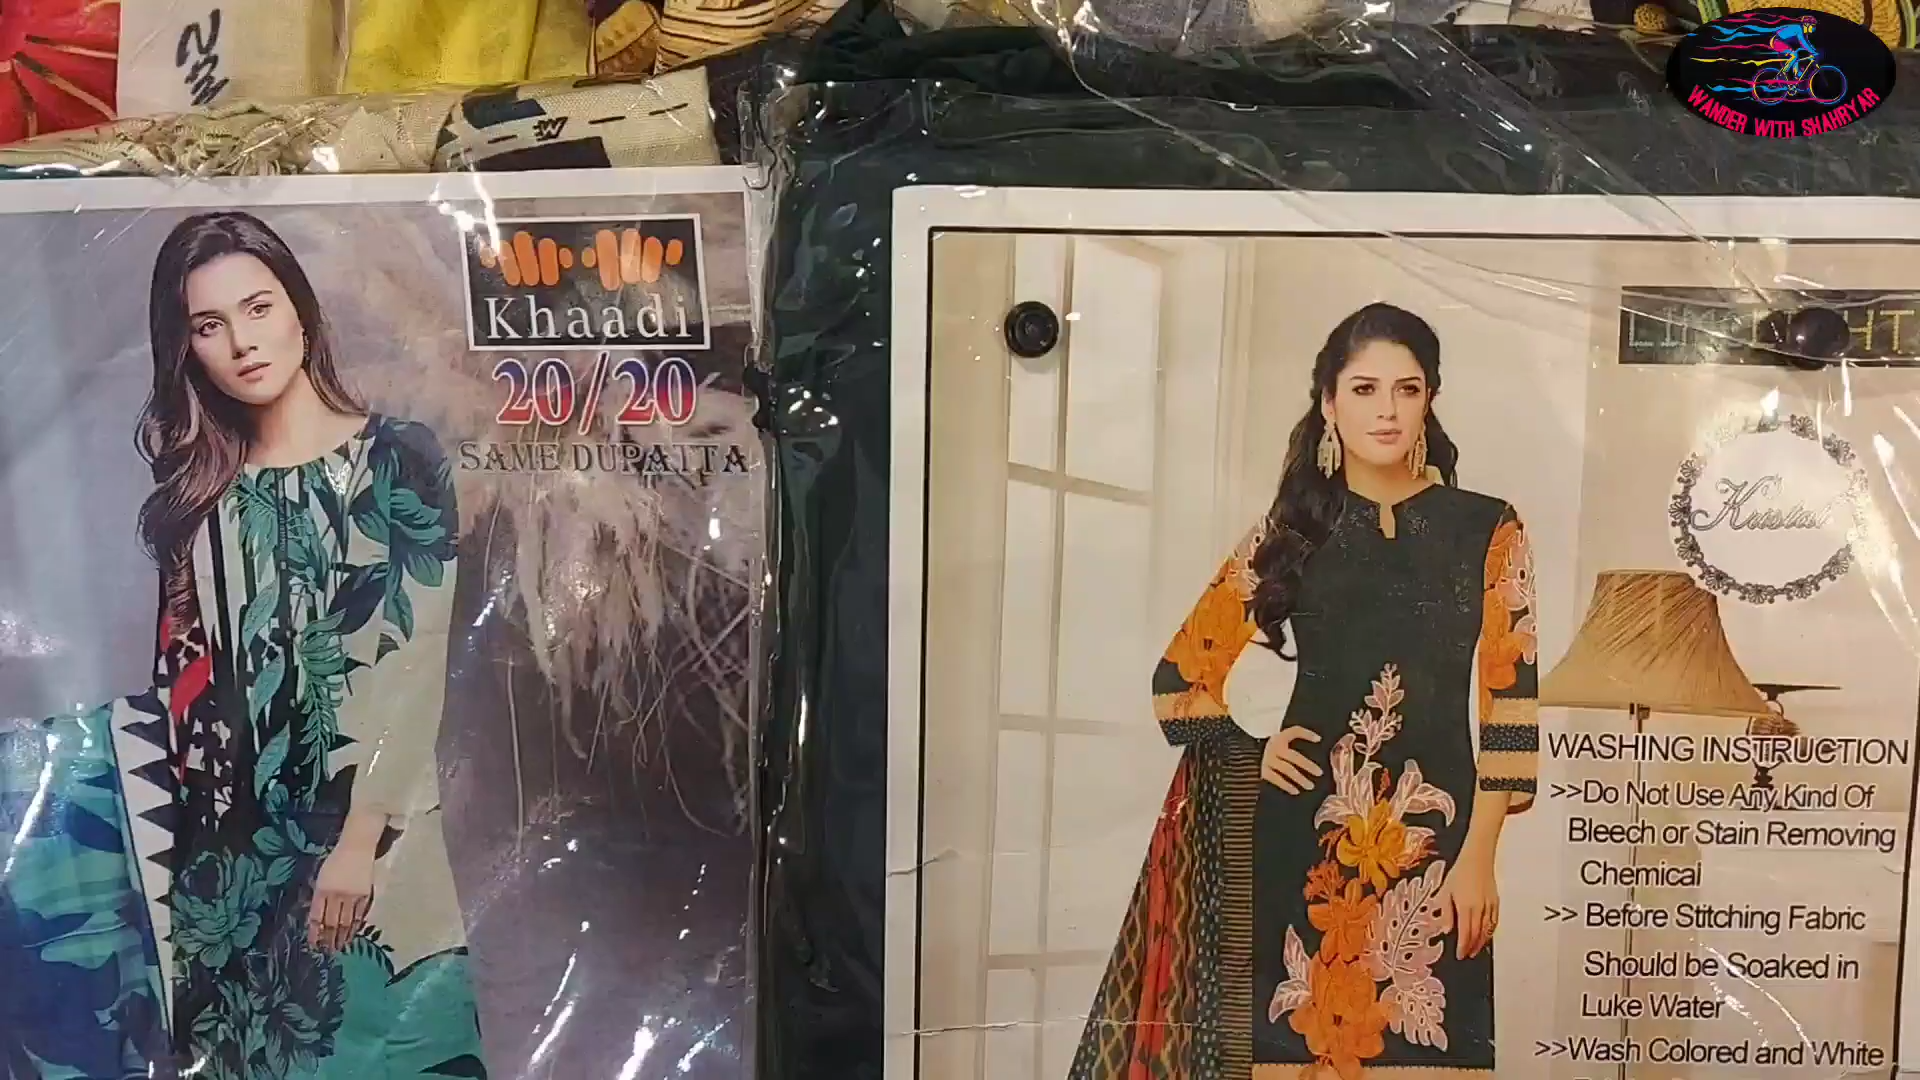 WANDER WITH SHAHRYAR
Khaadi
20/20
SAME DUPATTA
Kristal
WASHING INSTRUCTION
>>Do Not Use Any Kind Of
Bleech or Stain Removing
Chemical
>> Before Stitching Fabric
Should be Soaked in
Luke Water
>>Wash Colored and White